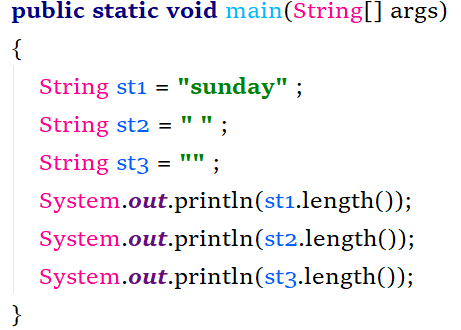 public static void main(String[] args)
{
String st1 = "sunday" ;
String st2 = " " ;
String st3 = "" ;
System.out.println(st1.length());
System.out.println(st2.length());
System.out.println(st3.length());
}